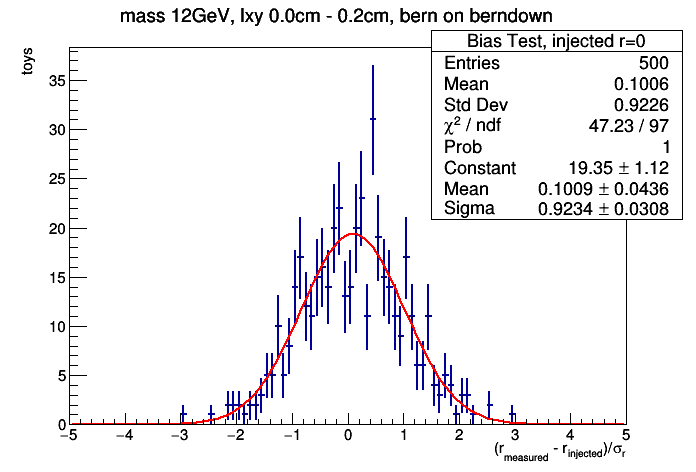 mass 12GeV, lxy 0.0cm - 0.2cm, bern on berndown
toys
Bias Test, injected r=0
Entries 500
Mean 0.1006
Std Dev 0.9226
χ² / ndf 47.23 / 97
Prob 1
Constant 19.35 ± 1.12
Mean 0.1009 ± 0.0436
Sigma 0.9234 ± 0.0308
35
30
25
20
15
10
5
0
−5 −4 −3 −2 −1 0 1 2 3 4 5
(r_measured - r_injected)/σ_r